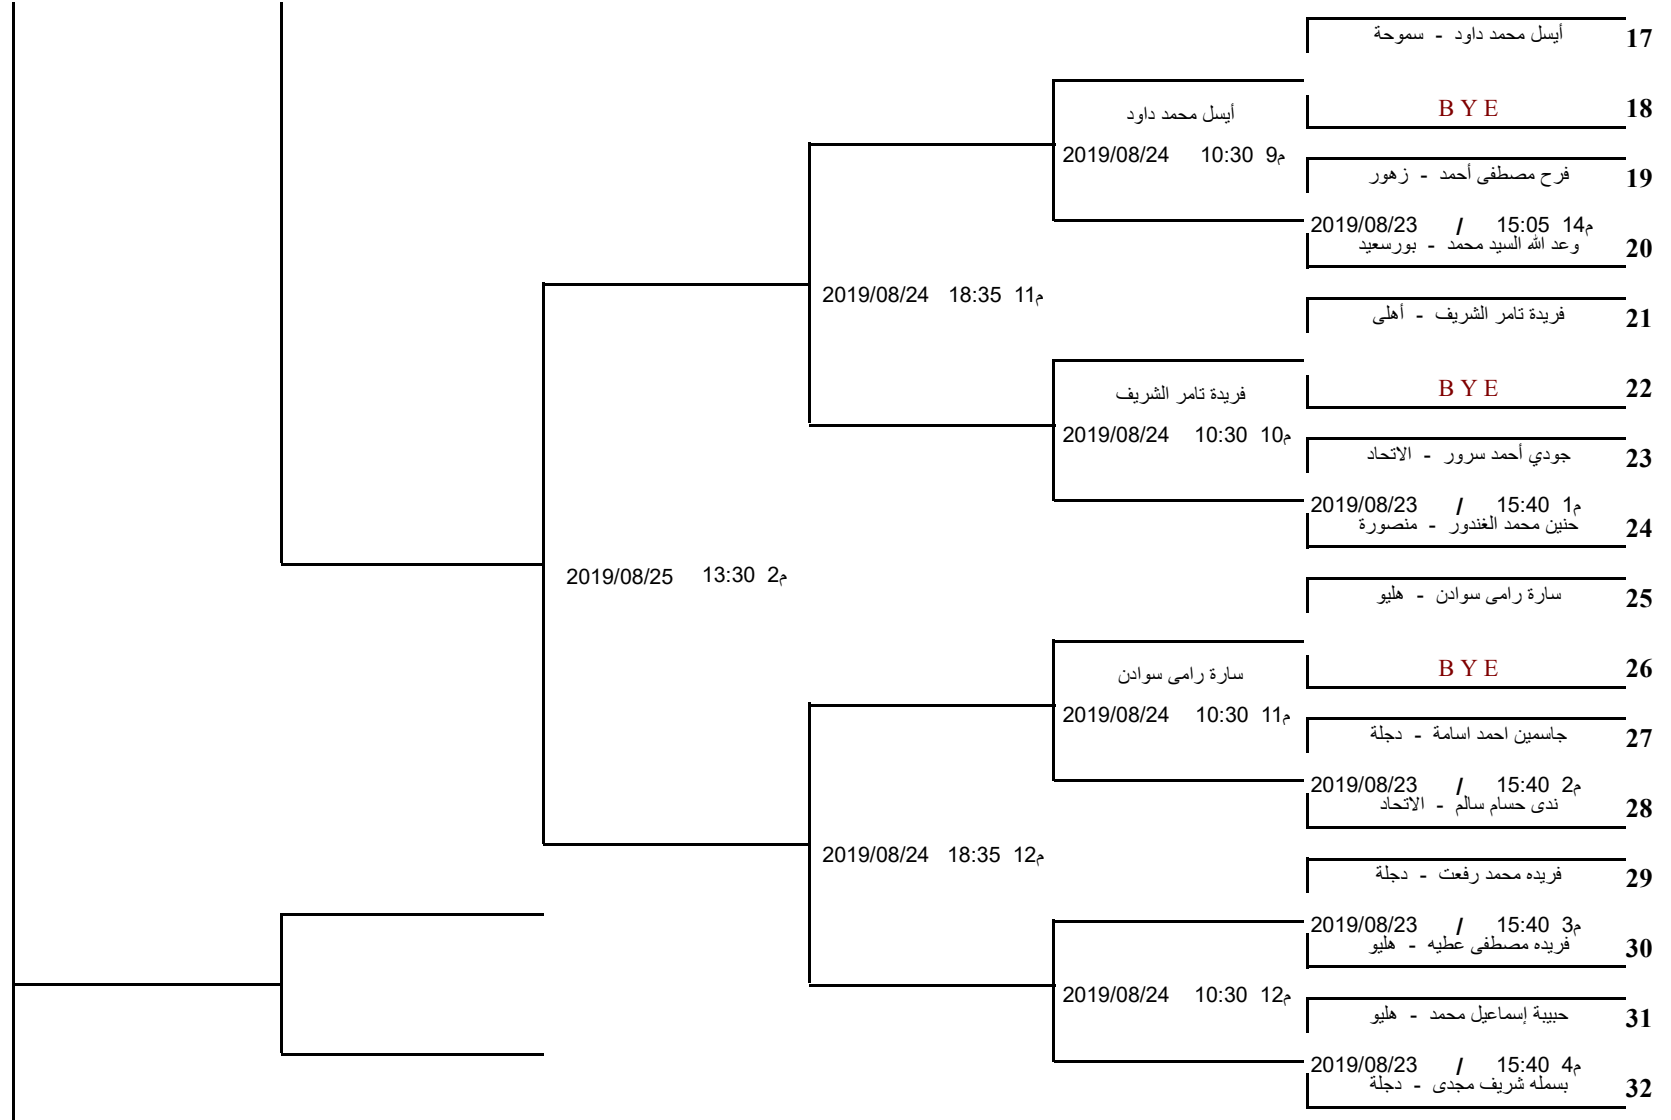 17 أيسل محمد داود - سموحة
18 B Y E
أيسل محمد داود
2019/08/24 10:30 م9
19 فرح مصطفى أحمد - زهور
2019/08/23 / 15:05 م14
20 وعد الله السيد محمد - بورسعيد
2019/08/24 18:35 م11
21 فريدة تامر الشريف - أهلى
22 B Y E
فريدة تامر الشريف
2019/08/24 10:30 م10
23 جودي أحمد سرور - الاتحاد
2019/08/23 / 15:40 م1
24 حنين محمد الغندور - منصورة
2019/08/25 13:30 م2
25 سارة رامى سوادن - هليو
26 B Y E
سارة رامى سوادن
2019/08/24 10:30 م11
27 جاسمين احمد اسامة - دجلة
2019/08/23 / 15:40 م2
28 ندى حسام سالم - الاتحاد
2019/08/24 18:35 م12
29 فريده محمد رفعت - دجلة
2019/08/23 / 15:40 م3
30 فريده مصطفى عطيه - هليو
2019/08/24 10:30 م12
31 حبيبة إسماعيل محمد - هليو
2019/08/23 / 15:40 م4
32 بسمله شريف مجدى - دجلة